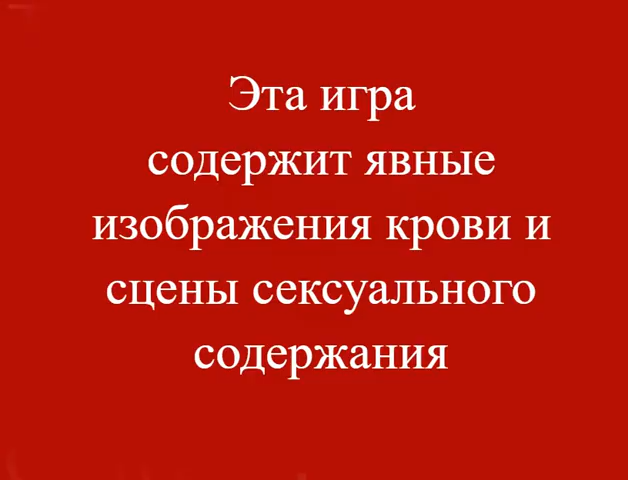 Эта игра
содержит явные
изображения крови и
сцены сексуального
содержания